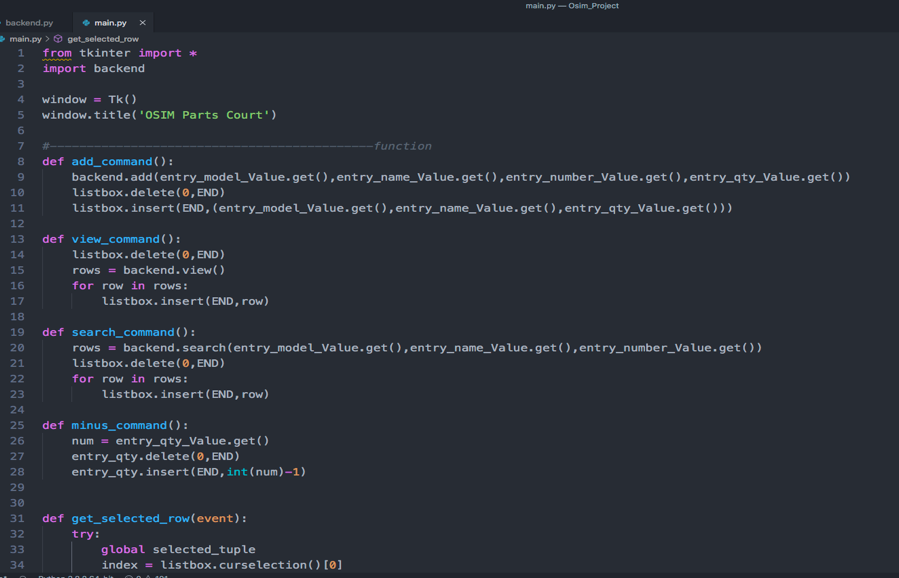 main.py — Osim_Project
backend.py main.py ×
main.py > get_selected_row
1 from tkinter import *
2 import backend
3
4 window = Tk()
5 window.title('OSIM Parts Court')
6
7 #--------------------------------------------function
8 def add_command():
9     backend.add(entry_model_Value.get(),entry_name_Value.get(),entry_number_Value.get(),entry_qty_Value.get())
10     listbox.delete(0,END)
11     listbox.insert(END,(entry_model_Value.get(),entry_name_Value.get(),entry_qty_Value.get()))
12
13 def view_command():
14     listbox.delete(0,END)
15     rows = backend.view()
16     for row in rows:
17         listbox.insert(END,row)
18
19 def search_command():
20     rows = backend.search(entry_model_Value.get(),entry_name_Value.get(),entry_number_Value.get())
21     listbox.delete(0,END)
22     for row in rows:
23         listbox.insert(END,row)
24
25 def minus_command():
26     num = entry_qty_Value.get()
27     entry_qty.delete(0,END)
28     entry_qty.insert(END,int(num)-1)
29
30
31 def get_selected_row(event):
32     try:
33         global selected_tuple
34         index = listbox.curselection()[0]